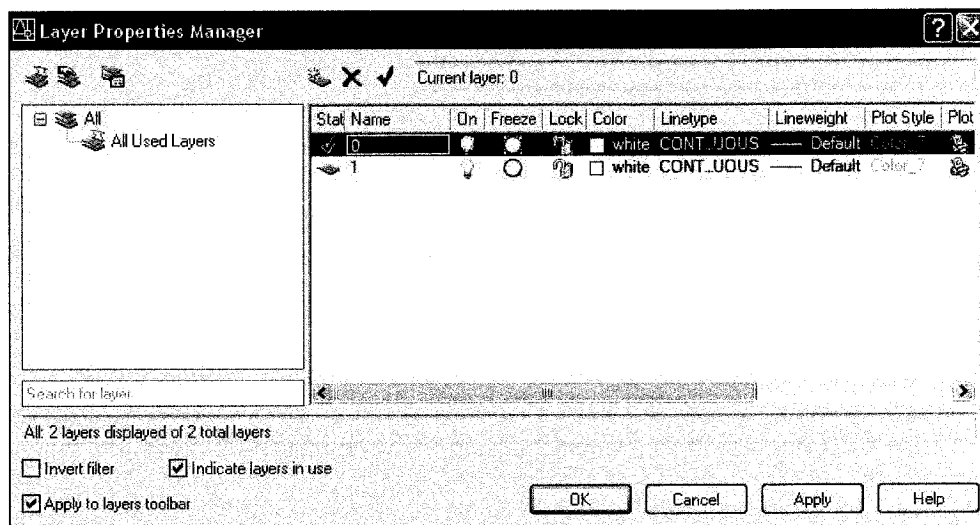 Layer Properties Manager
Current layer: 0
All
All Used Layers
Stat Name On Freeze Lock Color Linetype Lineweight Plot Style Plot
0 white CONT...UOUS Default Color_7
1 white CONT...UOUS Default Color_7
Search for layer
All: 2 layers displayed of 2 total layers
Invert filter Indicate layers in use
Apply to layers toolbar OK Cancel Apply Help